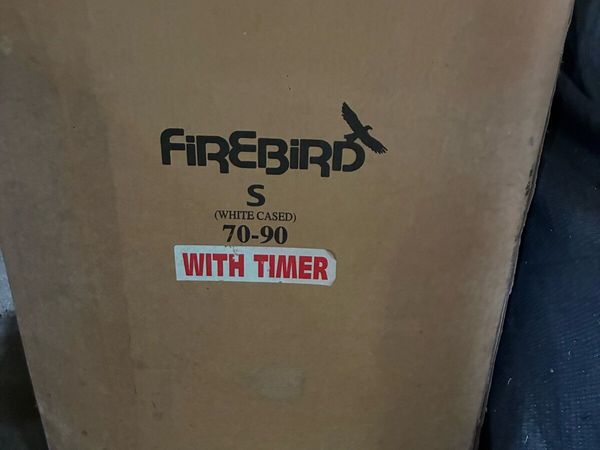 FIREBIRD
S
(WHITE CASED)
70-90
WITH TIMER